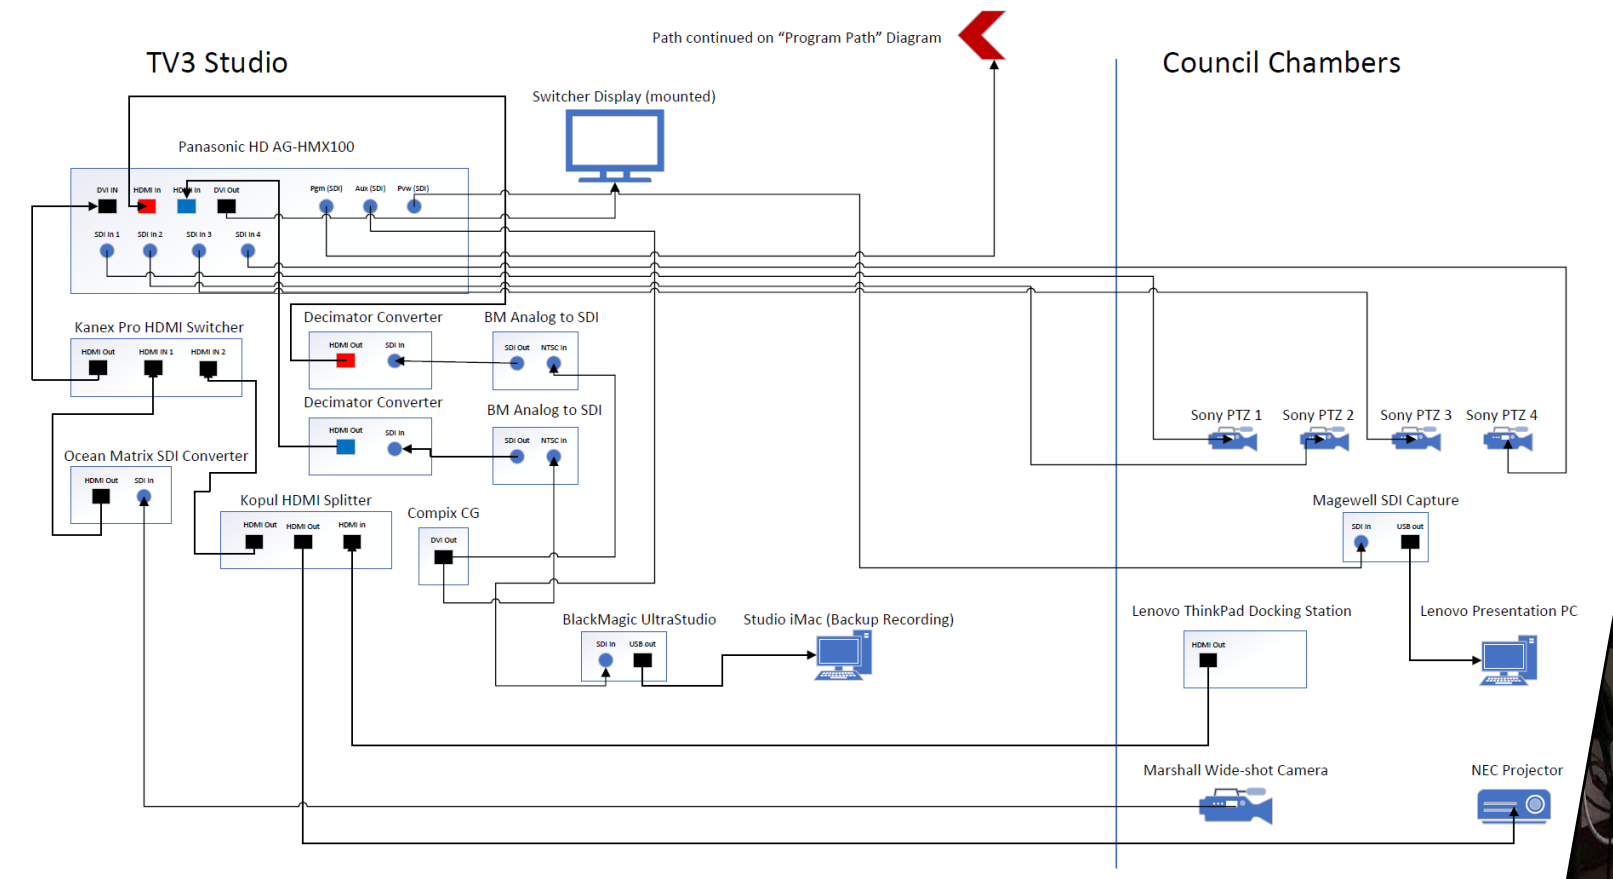 Path continued on “Program Path” Diagram
TV3 Studio
Council Chambers
Switcher Display (mounted)
Panasonic HD AG-HMX100
DVI IN
HDMI In
HDMI In
DVI Out
Pgm (SDI)
Aux (SDI)
Pvw (SDI)
SDI In 1
SDI In 2
SDI In 3
SDI In 4
Kanex Pro HDMI Switcher
HDMI Out
HDMI IN 1
HDMI IN 2
Decimator Converter
HDMI Out
SDI In
BM Analog to SDI
SDI Out
NTSC In
Decimator Converter
HDMI Out
SDI In
BM Analog to SDI
SDI Out
NTSC In
Sony PTZ 1
Sony PTZ 2
Sony PTZ 3
Sony PTZ 4
Ocean Matrix SDI Converter
HDMI Out
SDI In
Kopul HDMI Splitter
HDMI Out
HDMI Out
HDMI in
Compix CG
DVI Out
Magewell SDI Capture
SDI In
USB out
BlackMagic UltraStudio
SDI In
USB out
Studio iMac (Backup Recording)
Lenovo ThinkPad Docking Station
HDMI Out
Lenovo Presentation PC
Marshall Wide-shot Camera
NEC Projector